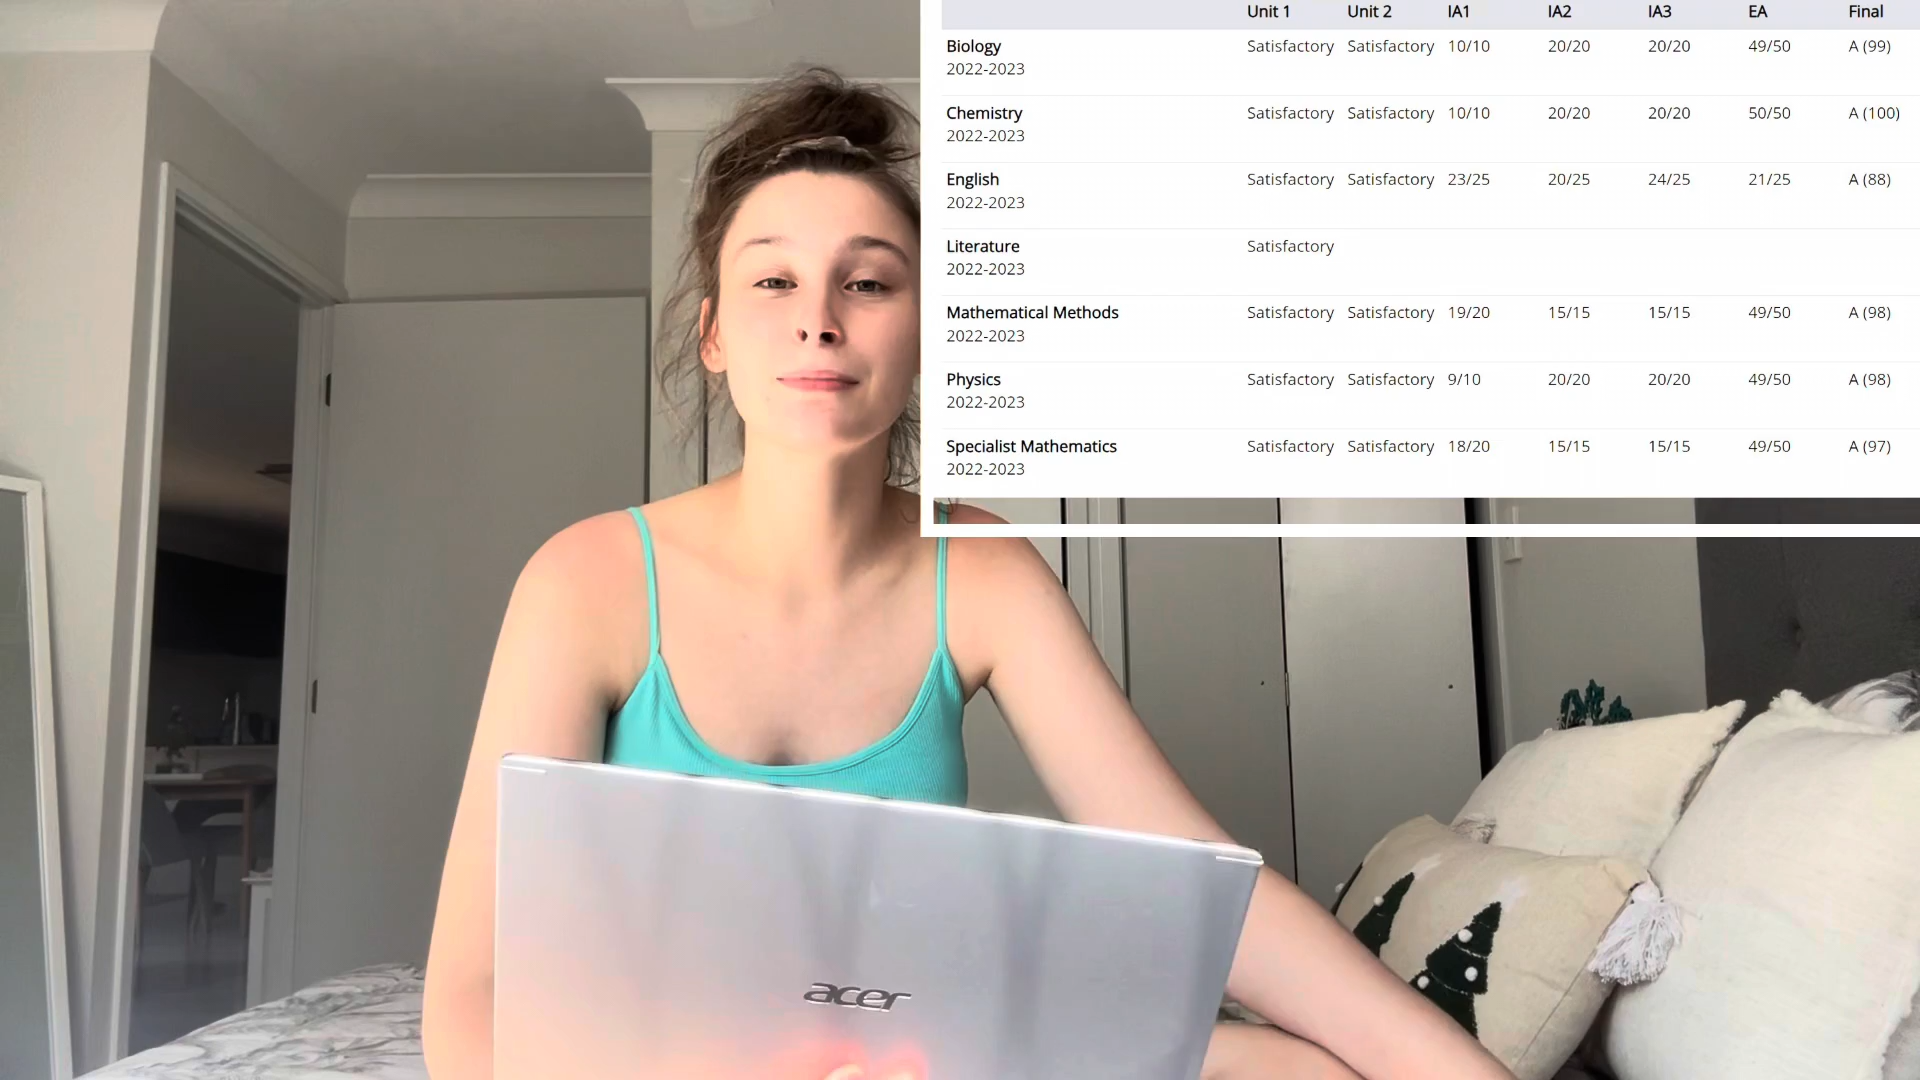 Unit 1 Unit 2 IA1 IA2 IA3 EA Final
Biology Satisfactory Satisfactory 10/10 20/20 20/20 49/50 A (99)
2022-2023
Chemistry Satisfactory Satisfactory 10/10 20/20 20/20 50/50 A (100)
2022-2023
English Satisfactory Satisfactory 23/25 20/25 24/25 21/25 A (88)
2022-2023
Literature Satisfactory
2022-2023
Mathematical Methods Satisfactory Satisfactory 19/20 15/15 15/15 49/50 A (98)
2022-2023
Physics Satisfactory Satisfactory 9/10 20/20 20/20 49/50 A (98)
2022-2023
Specialist Mathematics Satisfactory Satisfactory 18/20 15/15 15/15 49/50 A (97)
2022-2023
acer